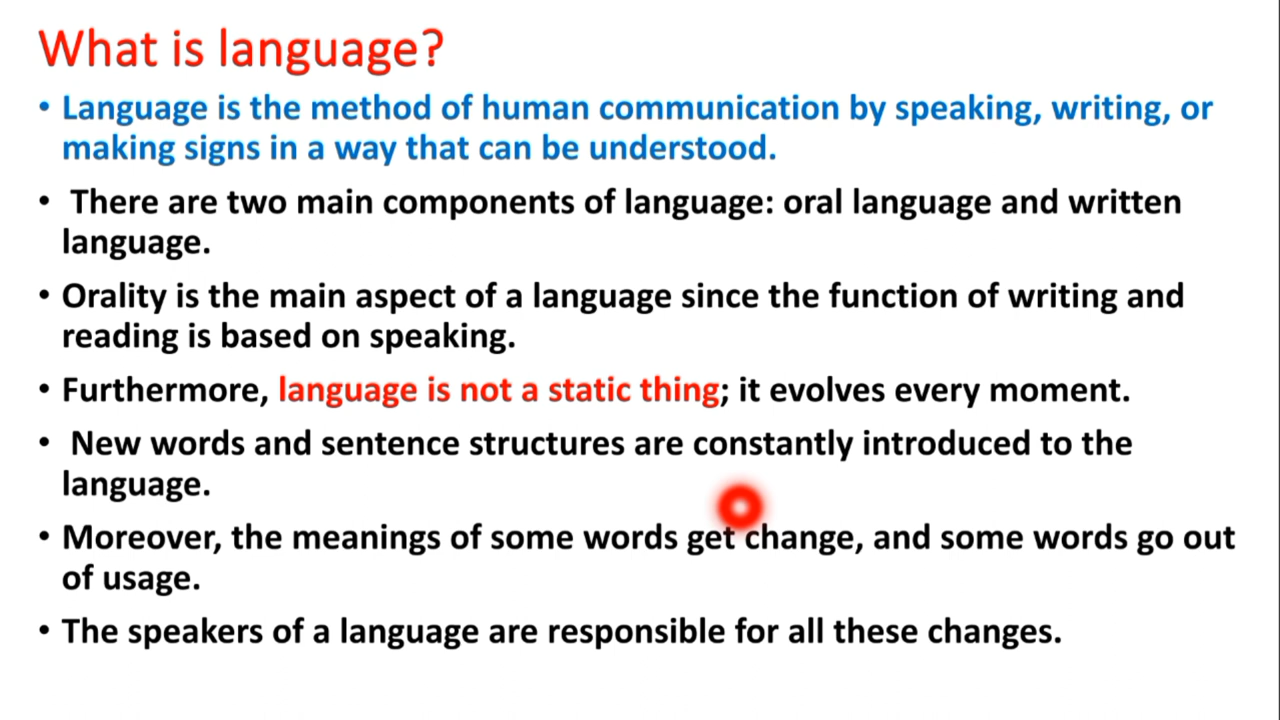 What is language?
• Language is the method of human communication by speaking, writing, or
making signs in a way that can be understood.
• There are two main components of language: oral language and written
language.
• Orality is the main aspect of a language since the function of writing and
reading is based on speaking.
• Furthermore, language is not a static thing; it evolves every moment.
• New words and sentence structures are constantly introduced to the
language.
• Moreover, the meanings of some words get change, and some words go out
of usage.
• The speakers of a language are responsible for all these changes.